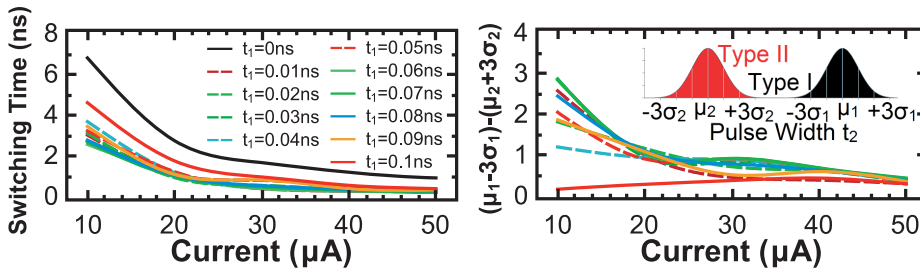 Switching Time (ns)
8
6
4
2
0
t1=0ns
t1=0.01ns
t1=0.02ns
t1=0.03ns
t1=0.04ns
t1=0.05ns
t1=0.06ns
t1=0.07ns
t1=0.08ns
t1=0.09ns
t1=0.1ns
10 20 30 40 50
Current (μA)
(μ1-3σ1)-(μ2+3σ2)
4
3
2
1
0
Type II
Type I
-3σ2 μ2 +3σ2 -3σ1 μ1 +3σ1
Pulse Width t2
10 20 30 40 50
Current (μA)